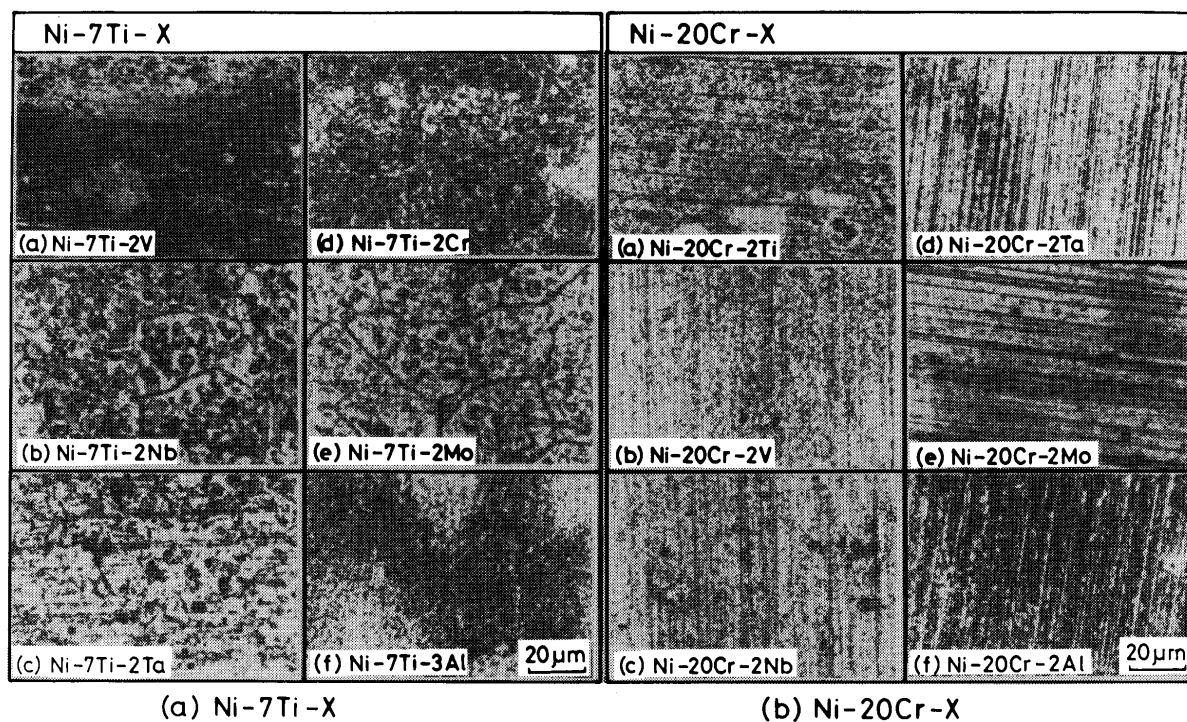 Ni-7Ti-X
(a) Ni-7Ti-2V
(d) Ni-7Ti-2Cr
(b) Ni-7Ti-2Nb
(e) Ni-7Ti-2Mo
(c) Ni-7Ti-2Ta
(f) Ni-7Ti-3Al
20μm
(a) Ni-7Ti-X
Ni-20Cr-X
(a) Ni-20Cr-2Ti
(d) Ni-20Cr-2Ta
(b) Ni-20Cr-2V
(e) Ni-20Cr-2Mo
(c) Ni-20Cr-2Nb
(f) Ni-20Cr-2Al
20μm
(b) Ni-20Cr-X